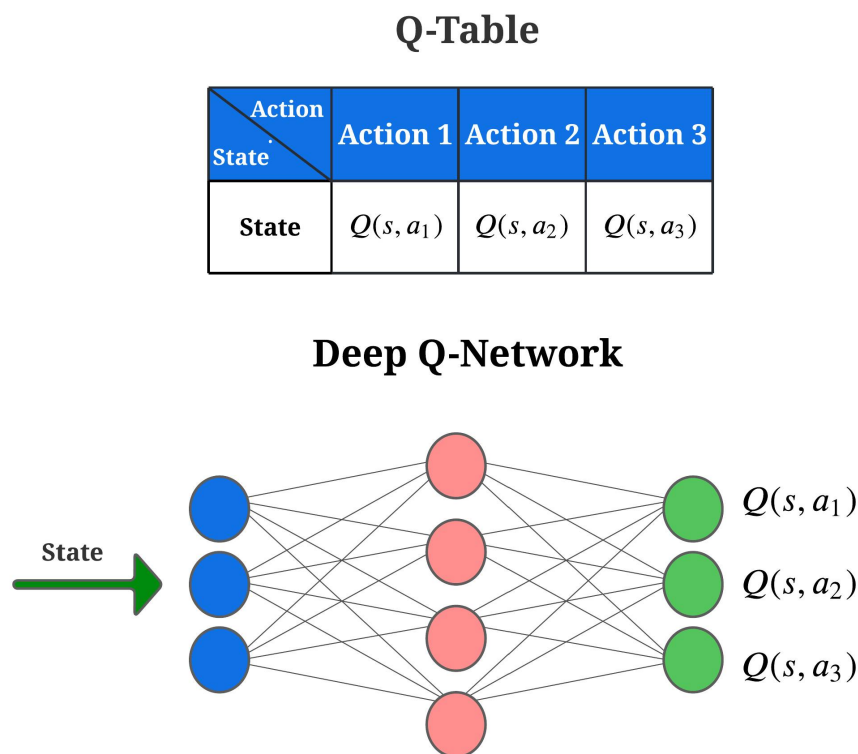 Q-Table
Action
State
Action 1
Action 2
Action 3
State
Q(s, a₁)
Q(s, a₂)
Q(s, a₃)
Deep Q-Network
State
Q(s, a₁)
Q(s, a₂)
Q(s, a₃)